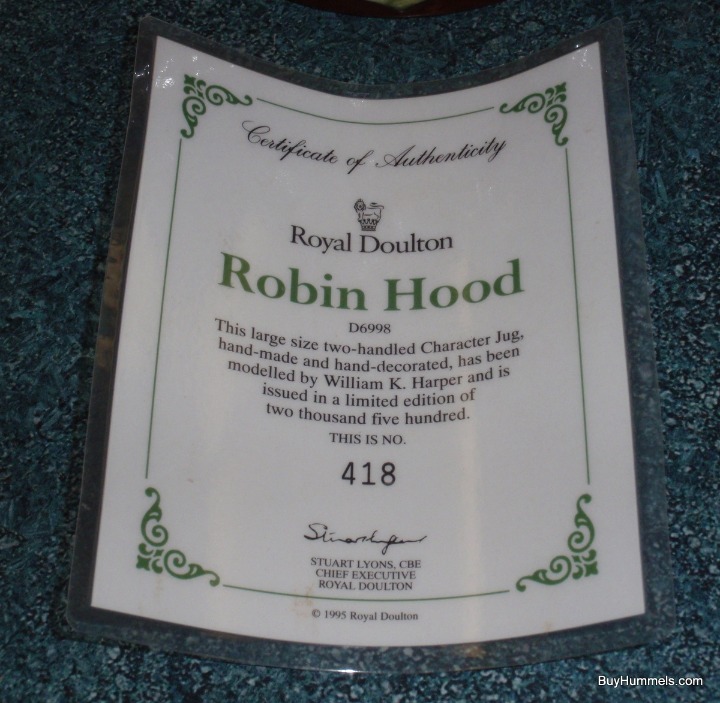 Certificate of Authenticity
Royal Doulton
Robin Hood
D6998
This large size two-handled Character Jug,
hand-made and hand-decorated, has been
modelled by William K. Harper and is
issued in a limited edition of
two thousand five hundred.
THIS IS NO.
418
Stuart Lyons
STUART LYONS, CBE
CHIEF EXECUTIVE
ROYAL DOULTON
© 1995 Royal Doulton
BuyHummels.com